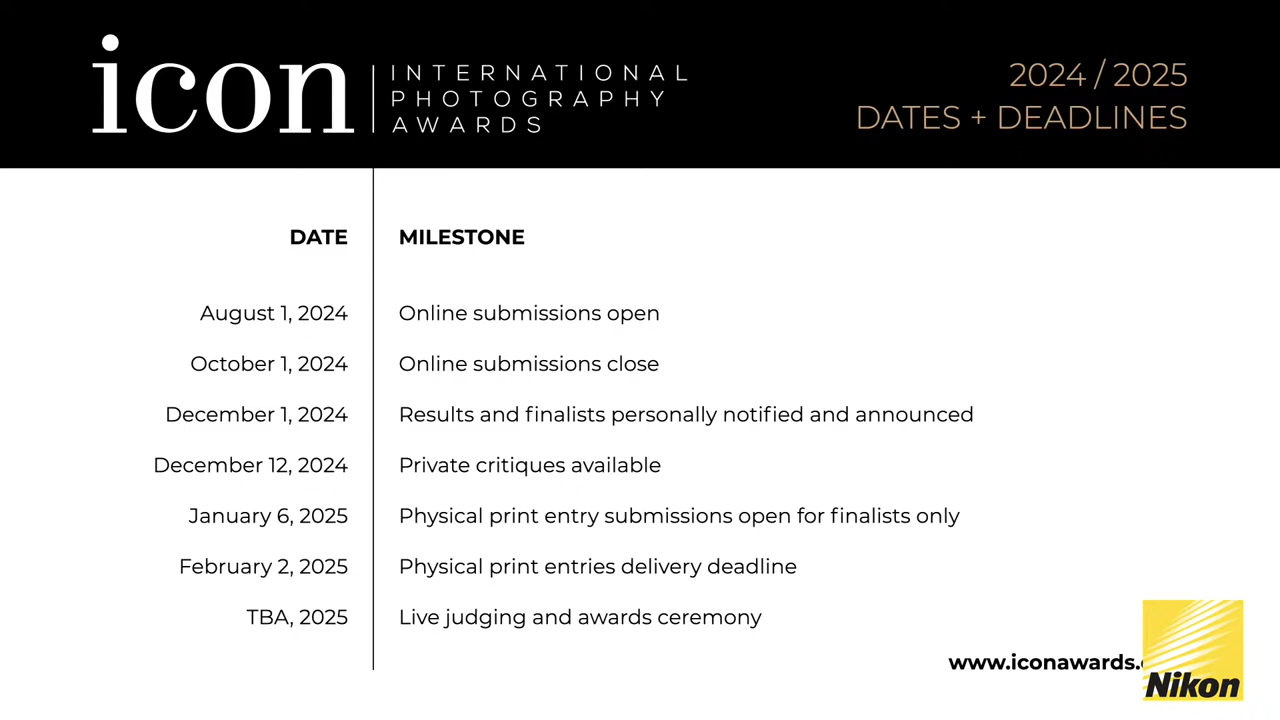 icon
INTERNATIONAL
PHOTOGRAPHY
AWARDS
2024 / 2025
DATES + DEADLINES
DATE MILESTONE
August 1, 2024 Online submissions open
October 1, 2024 Online submissions close
December 1, 2024 Results and finalists personally notified and announced
December 12, 2024 Private critiques available
January 6, 2025 Physical print entry submissions open for finalists only
February 2, 2025 Physical print entries delivery deadline
TBA, 2025 Live judging and awards ceremony
www.iconawards.
Nikon